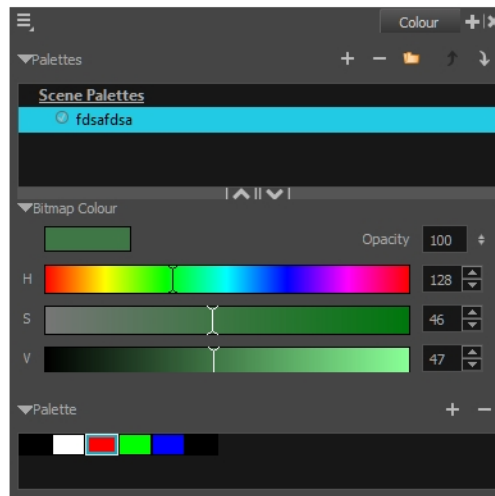 Colour
Palettes
Scene Palettes
fdsafdsa
Bitmap Colour
Opacity 100
H 128
S 46
V 47
Palette